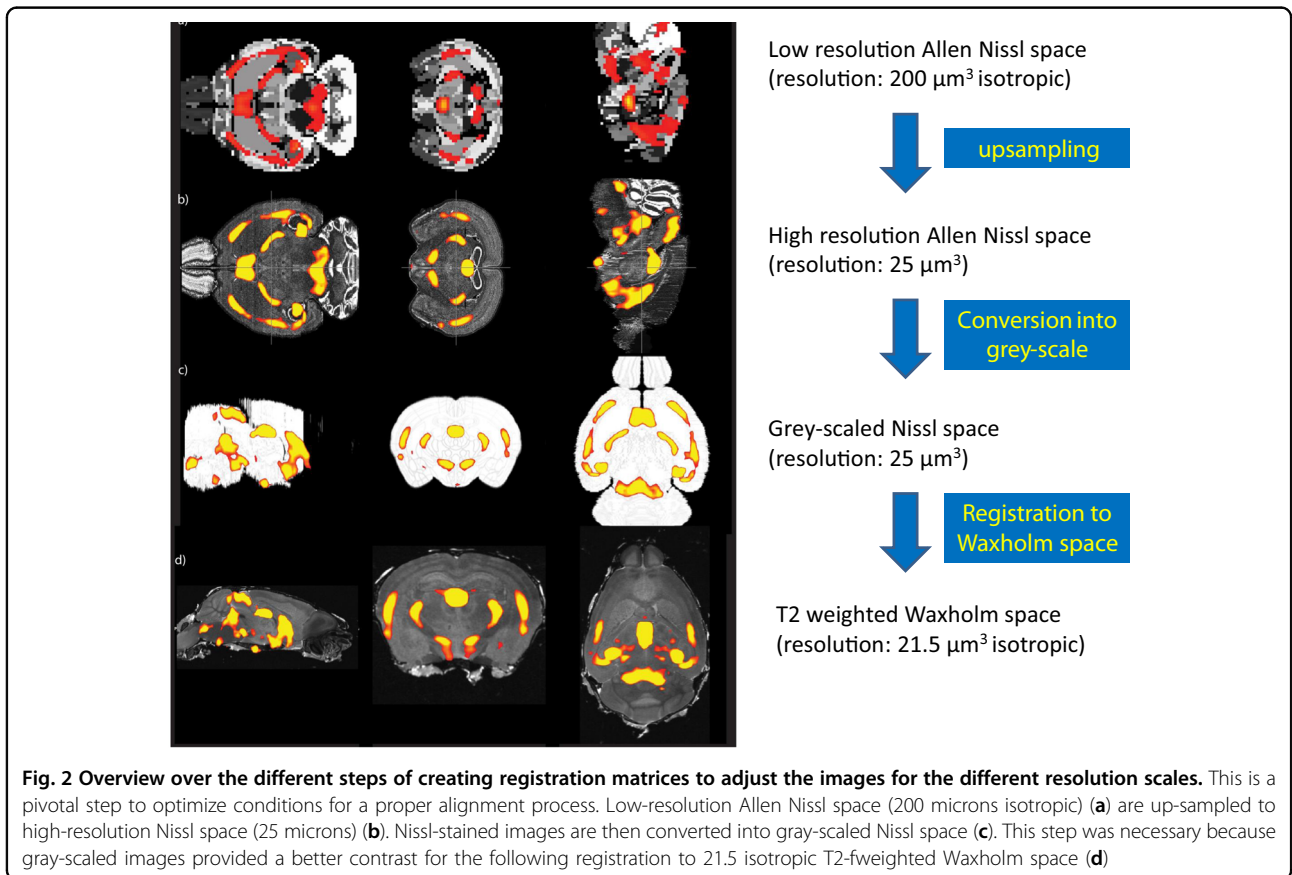 a)
Low resolution Allen Nissl space
(resolution: 200 µm³ isotropic)
upsampling
b)
High resolution Allen Nissl space
(resolution: 25 µm³)
Conversion into
grey-scale
c)
Grey-scaled Nissl space
(resolution: 25 µm³)
Registration to
Waxholm space
d)
T2 weighted Waxholm space
(resolution: 21.5 µm³ isotropic)
Fig. 2 Overview over the different steps of creating registration matrices to adjust the images for the different resolution scales. This is a
pivotal step to optimize conditions for a proper alignment process. Low-resolution Allen Nissl space (200 microns isotropic) (a) are up-sampled to
high-resolution Nissl space (25 microns) (b). Nissl-stained images are then converted into gray-scaled Nissl space (c). This step was necessary because
gray-scaled images provided a better contrast for the following registration to 21.5 isotropic T2-fweighted Waxholm space (d)